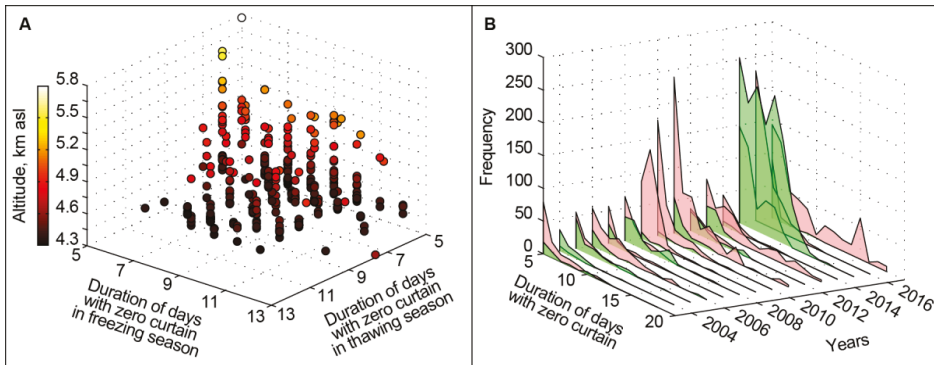 A
Altitude, km asl
5.8
5.5
5.2
4.9
4.6
4.3
5
7
9
11
13
13
11
9
7
5
Duration of days
with zero curtain
in freezing season
Duration of days
with zero curtain
in thawing season
B
Frequency
300
250
200
150
100
50
0
5
10
15
20
Duration of days
with zero curtain
2004
2006
2008
2010
2012
2014
2016
Years